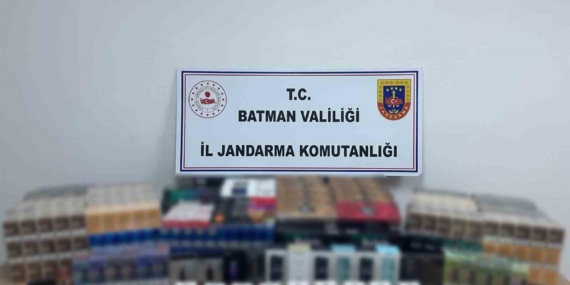 T.C.
BATMAN VALİLİĞİ
İL JANDARMA KOMUTANLIĞI